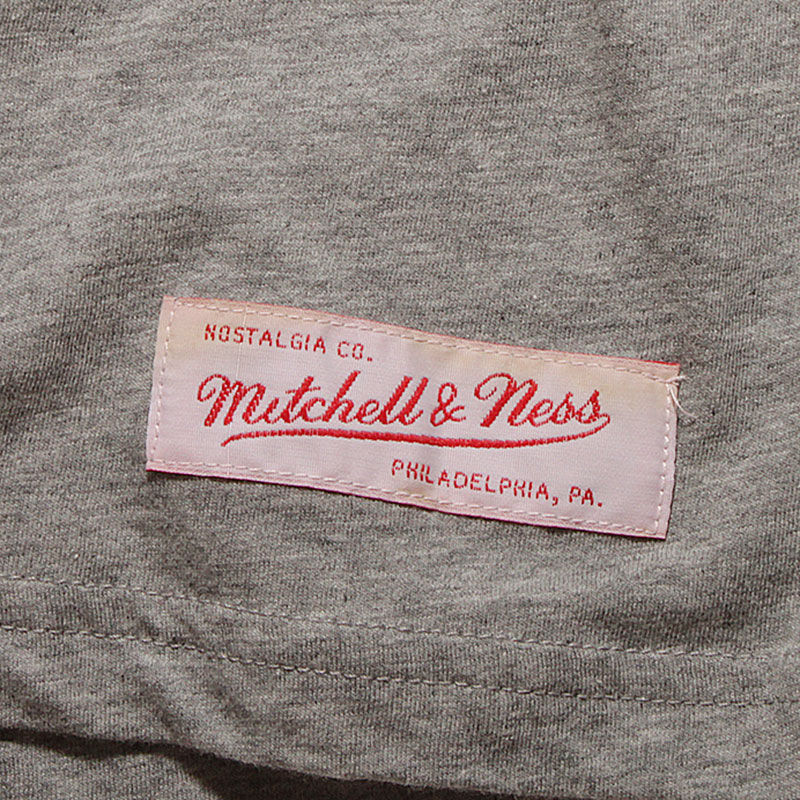 NOSTALGIA CO.
Mitchell & Ness
PHILADELPHIA, PA.